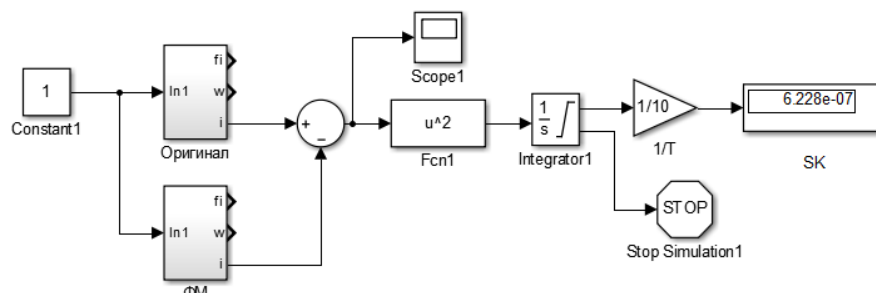 fi
1
In1
w
Constant1
i
Оригинал
+
−
Scope1
u^2
Fcn1
1
s
Integrator1
1/10
1/T
6.228e-07
SK
STOP
Stop Simulation1
fi
In1
w
i
ФМ